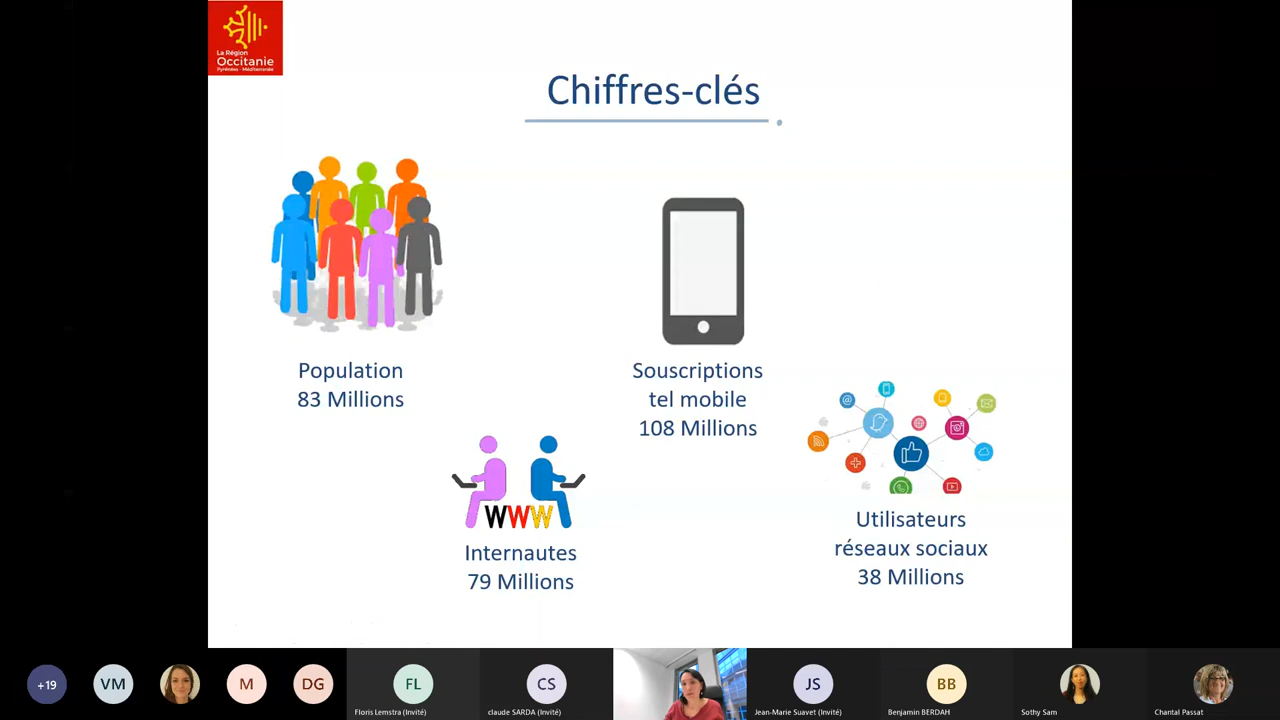 La Région
Occitanie
Pyrénées - Méditerranée
Chiffres-clés
Population
83 Millions
Souscriptions
tel mobile
108 Millions
@
WWW
Internautes
79 Millions
Utilisateurs
réseaux sociaux
38 Millions
+19
VM
M
DG
FL
Floris Lemstra (Invité)
CS
claude SARDA (Invité)
JS
Jean-Marie Suavet (Invité)
BB
Benjamin BERDAH
Sothy Sam
Chantal Passat